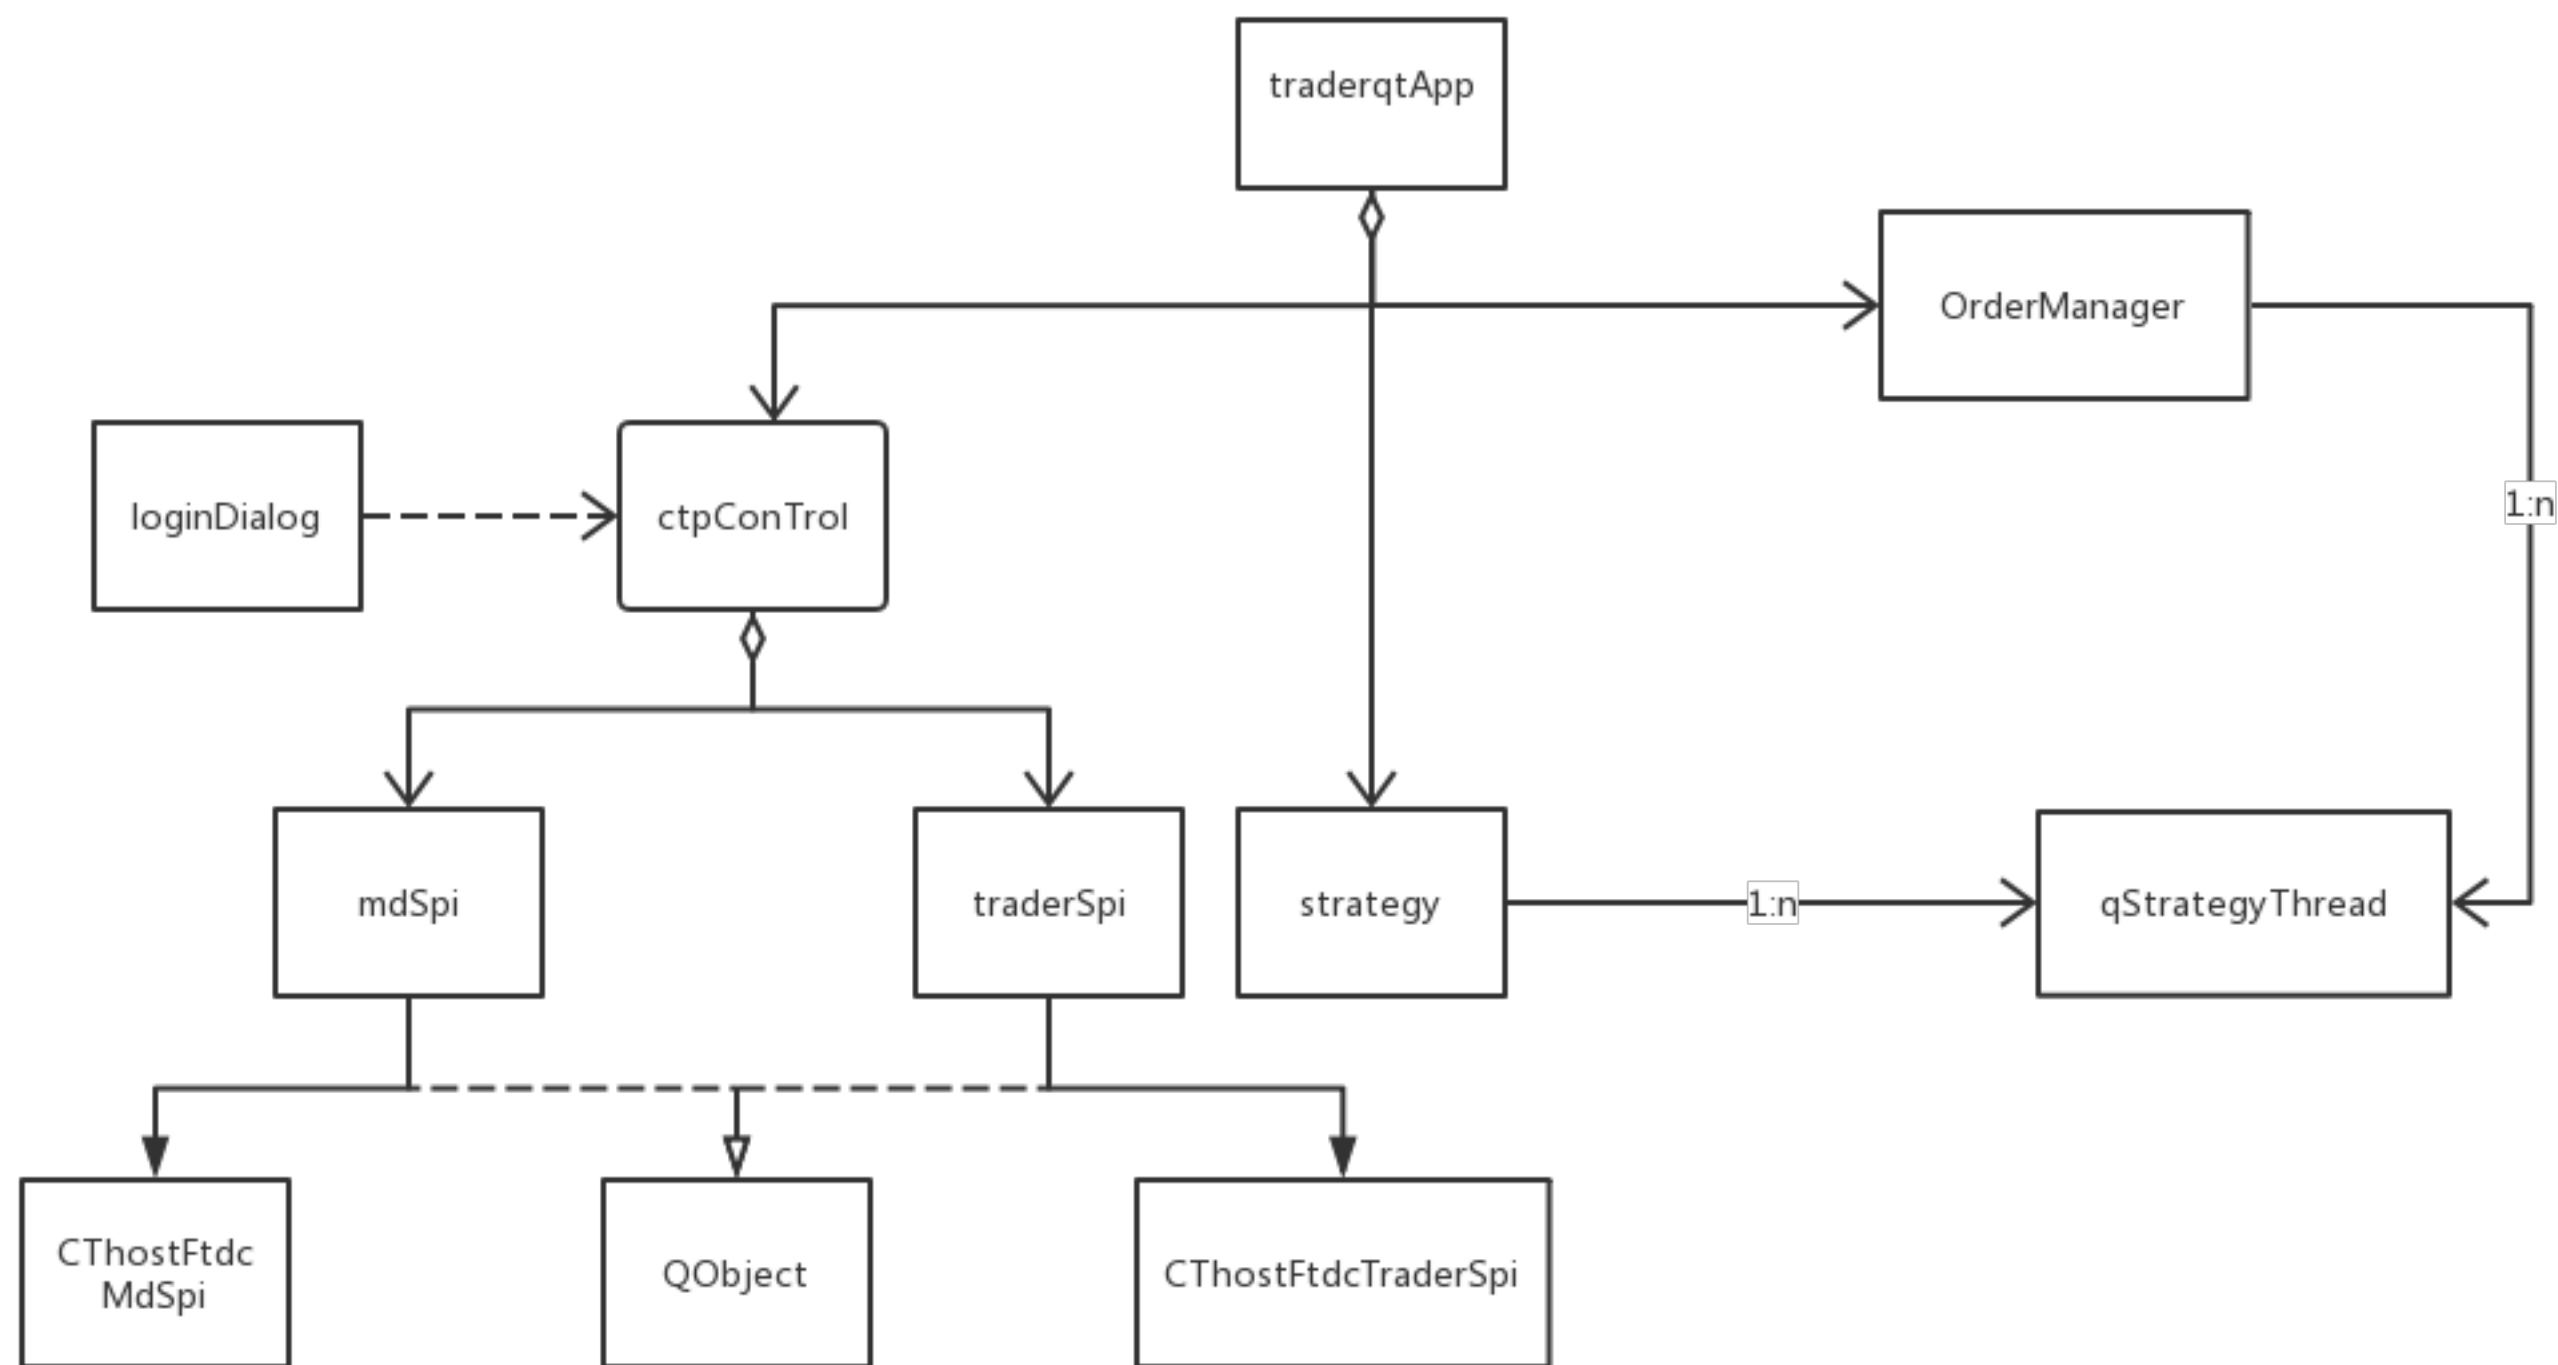 traderqtApp
OrderManager
loginDialog
ctpConTrol
1:n
mdSpi
traderSpi
strategy
1:n
qStrategyThread
CThostFtdc
MdSpi
QObject
CThostFtdcTraderSpi